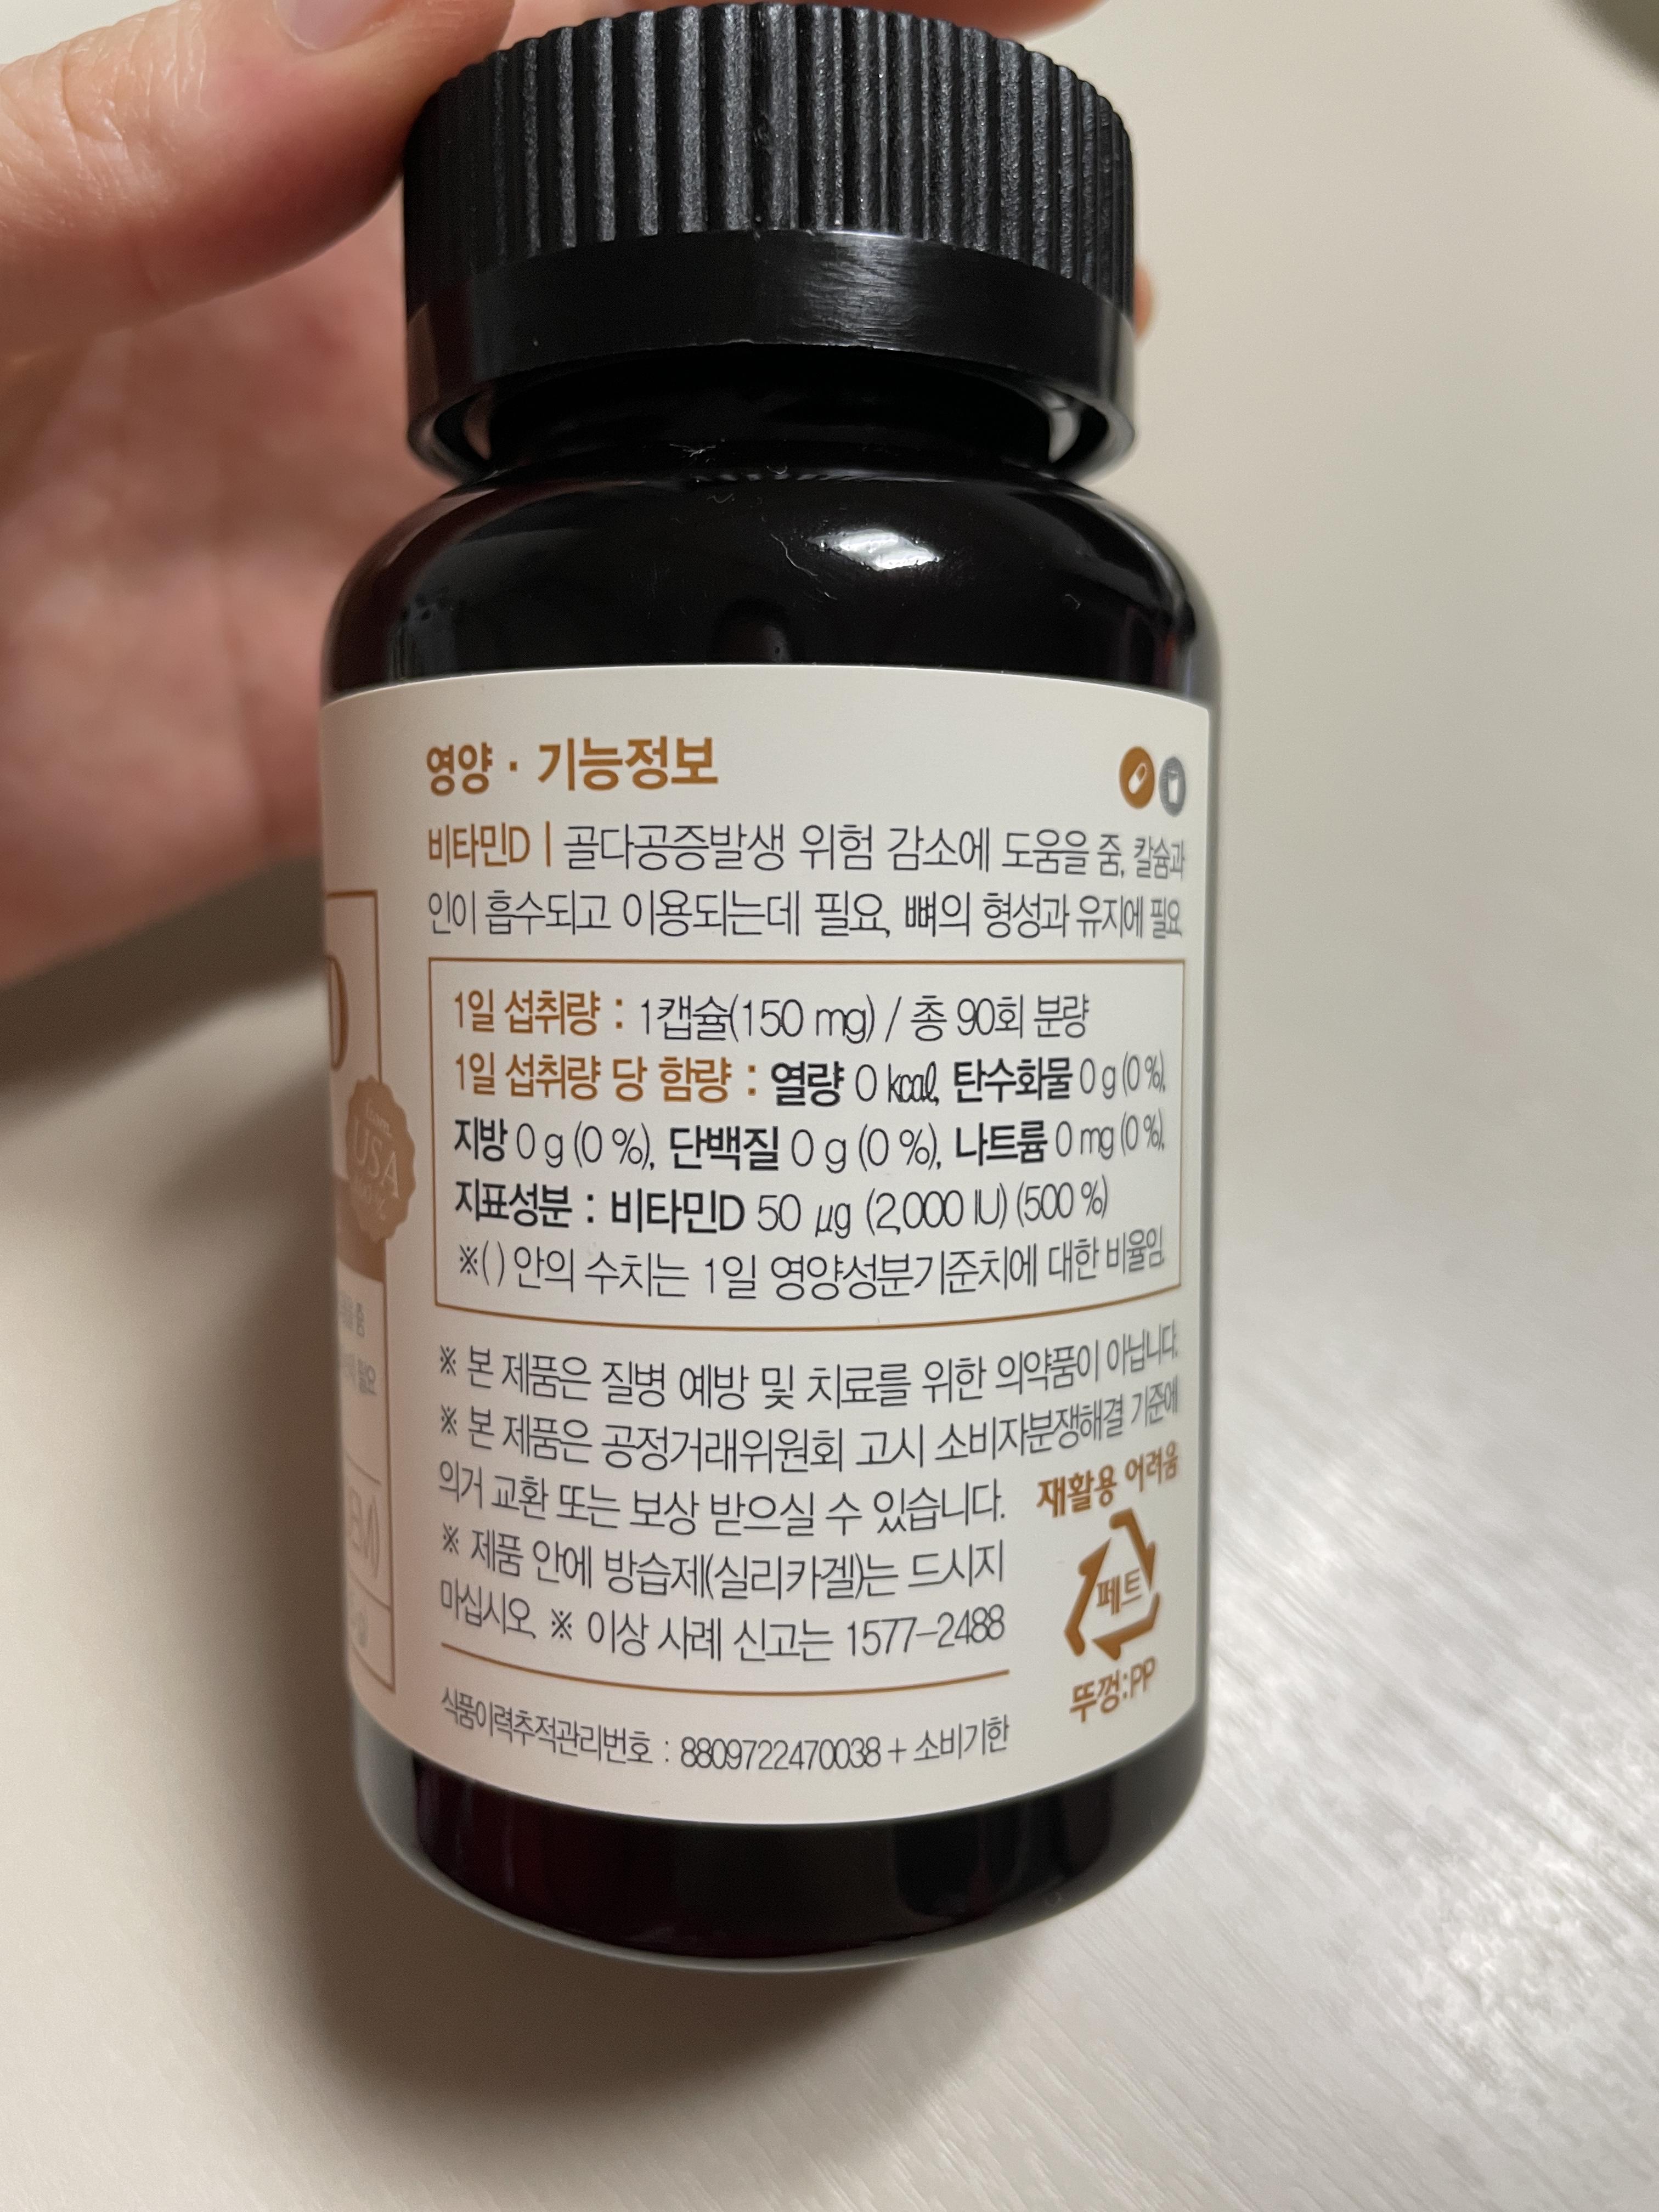 영양 · 기능정보
비타민D | 골다공증발생 위험 감소에 도움을 줌, 칼슘과
인이 흡수되고 이용되는데 필요, 뼈의 형성과 유지에 필요
1일 섭취량 : 1캡슐(150 mg) / 총 90회 분량
1일 섭취량 당 함량 : 열량 0 kcal, 탄수화물 0 g (0 %),
지방 0 g (0 %), 단백질 0 g (0 %), 나트륨 0 mg (0 %),
지표성분 : 비타민D 50 µg (2,000 IU) (500 %)
※( ) 안의 수치는 1일 영양성분기준치에 대한 비율임.
※ 본 제품은 질병 예방 및 치료를 위한 의약품이 아닙니다.
※ 본 제품은 공정거래위원회 고시 소비자분쟁해결 기준에
의거 교환 또는 보상 받으실 수 있습니다.
※ 제품 안에 방습제(실리카겔)는 드시지
마십시오. ※ 이상 사례 신고는 1577-2488
재활용 어려움
페트
뚜껑:PP
식품이력추적관리번호 : 8809722470038 + 소비기한
D
USA
필요